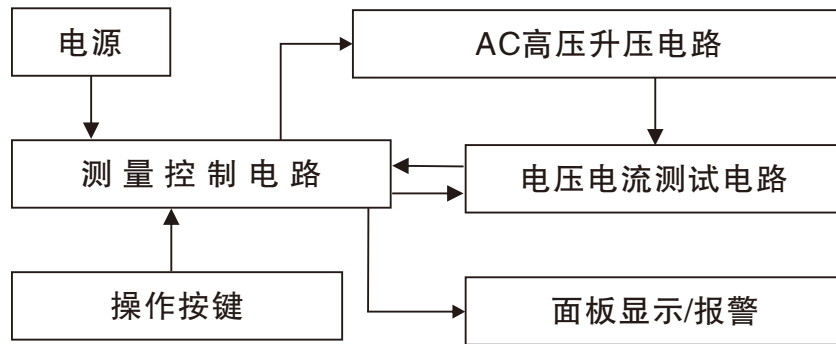 电源
AC高压升压电路
测量控制电路
电压电流测试电路
操作按键
面板显示/报警